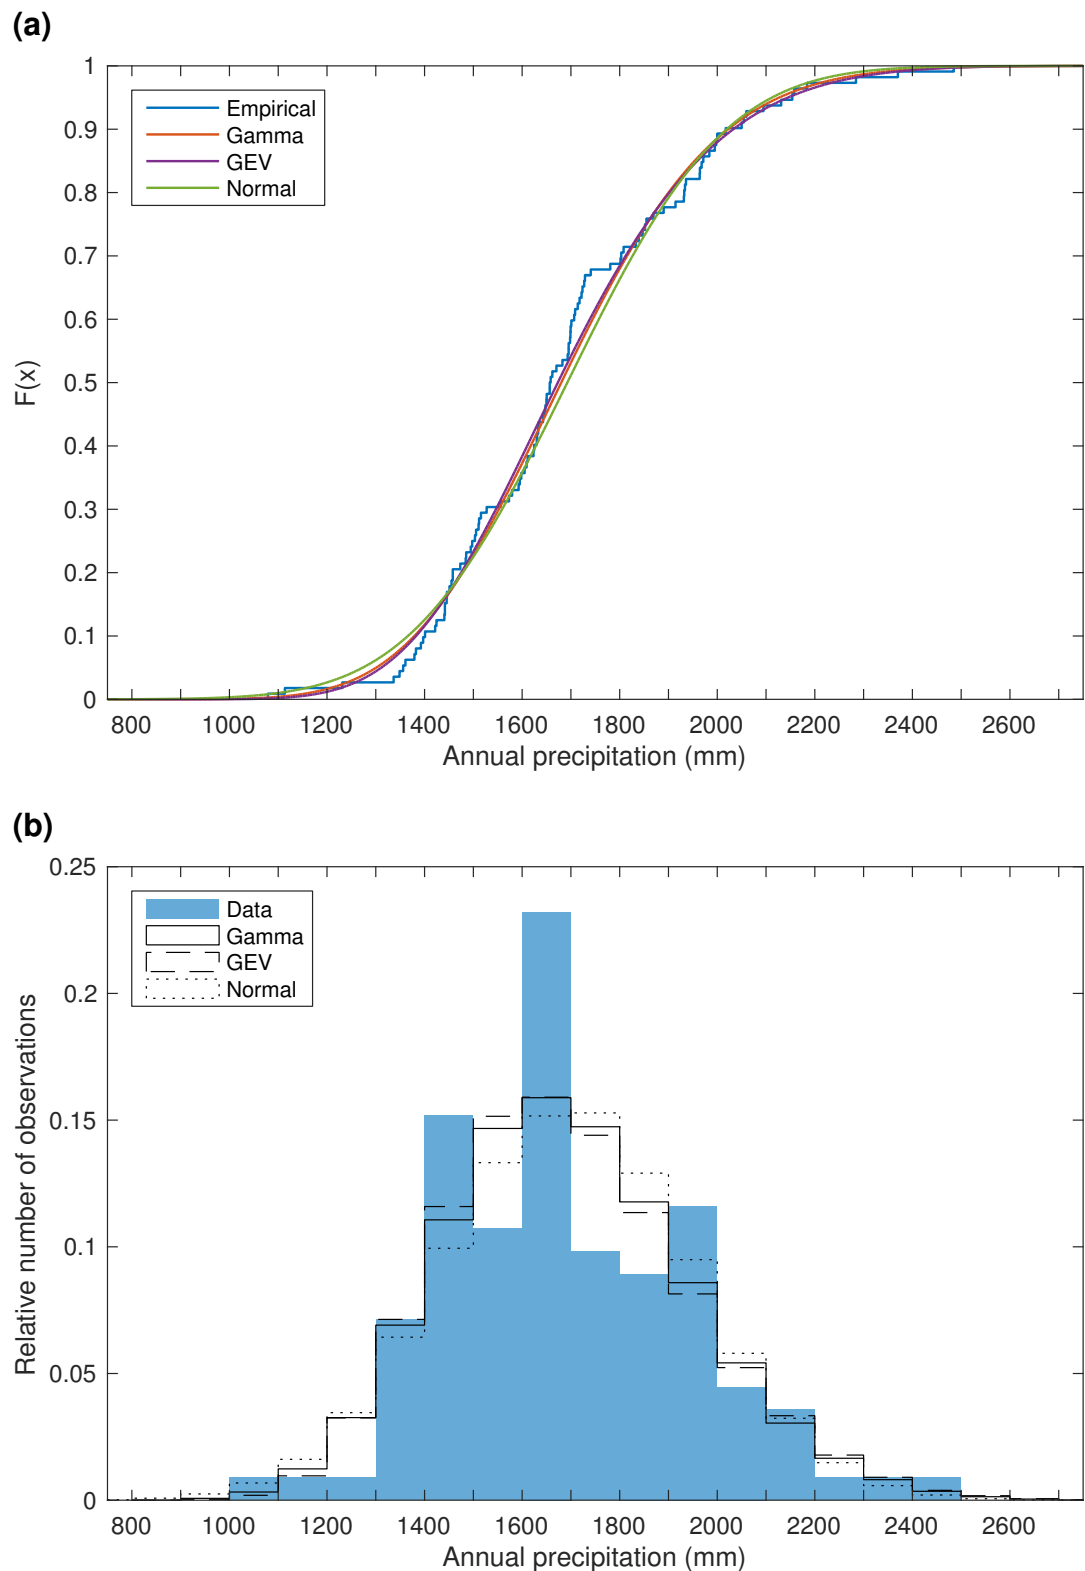 (a)
1
0.9
0.8
0.7
0.6
0.5
0.4
0.3
0.2
0.1
0
F(x)
Empirical
Gamma
GEV
Normal
800 1000 1200 1400 1600 1800 2000 2200 2400 2600
Annual precipitation (mm)
(b)
0.25
0.2
0.15
0.1
0.05
0
Relative number of observations
Data
Gamma
GEV
Normal
800 1000 1200 1400 1600 1800 2000 2200 2400 2600
Annual precipitation (mm)